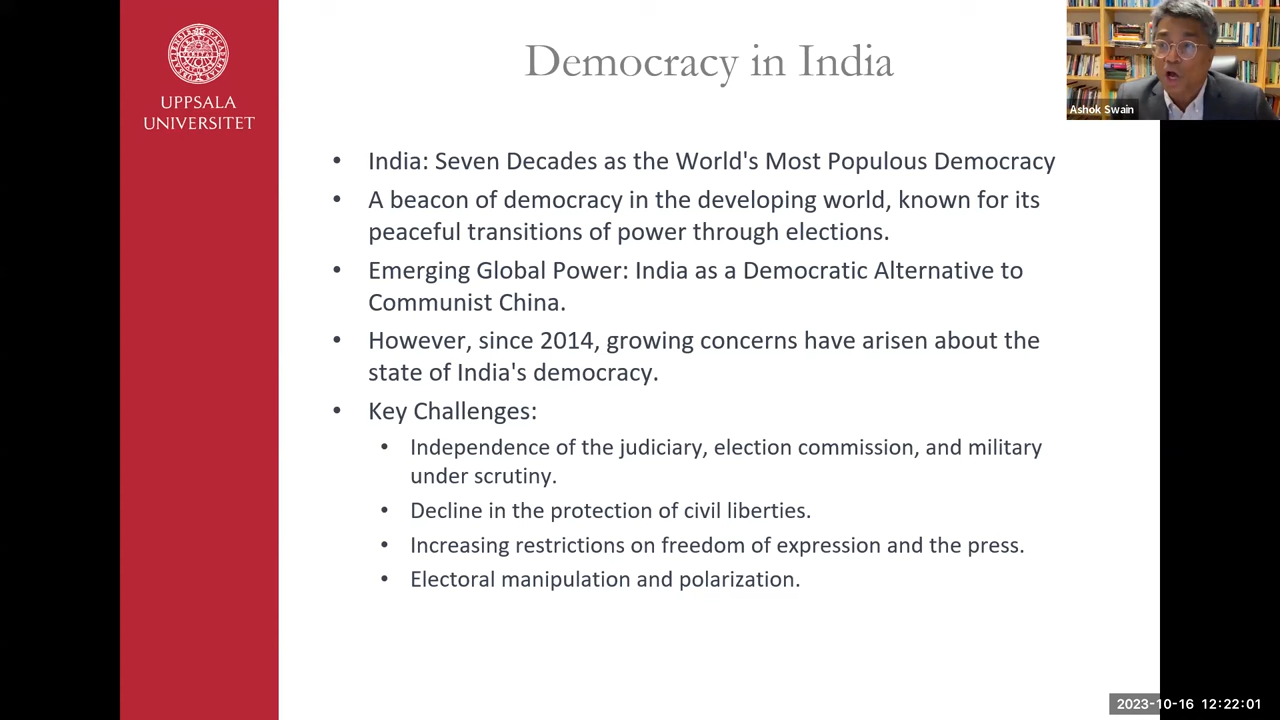 UPPSALA
UNIVERSITET
Democracy in India
Ashok Swain
• India: Seven Decades as the World's Most Populous Democracy
• A beacon of democracy in the developing world, known for its
peaceful transitions of power through elections.
• Emerging Global Power: India as a Democratic Alternative to
Communist China.
• However, since 2014, growing concerns have arisen about the
state of India's democracy.
• Key Challenges:
• Independence of the judiciary, election commission, and military
under scrutiny.
• Decline in the protection of civil liberties.
• Increasing restrictions on freedom of expression and the press.
• Electoral manipulation and polarization.
2023-10-16 12:22:01